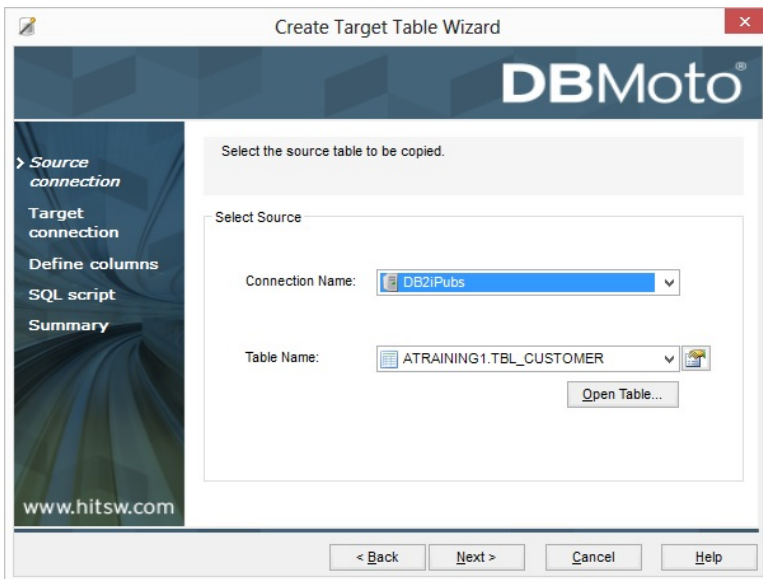 Create Target Table Wizard
DBMoto®
Source
connection
Target
connection
Define columns
SQL script
Summary
www.hitsw.com
Select the source table to be copied.
Select Source
Connection Name:
DB2iPubs
Table Name:
ATRAINING1.TBL_CUSTOMER
Open Table...
< Back
Next >
Cancel
Help